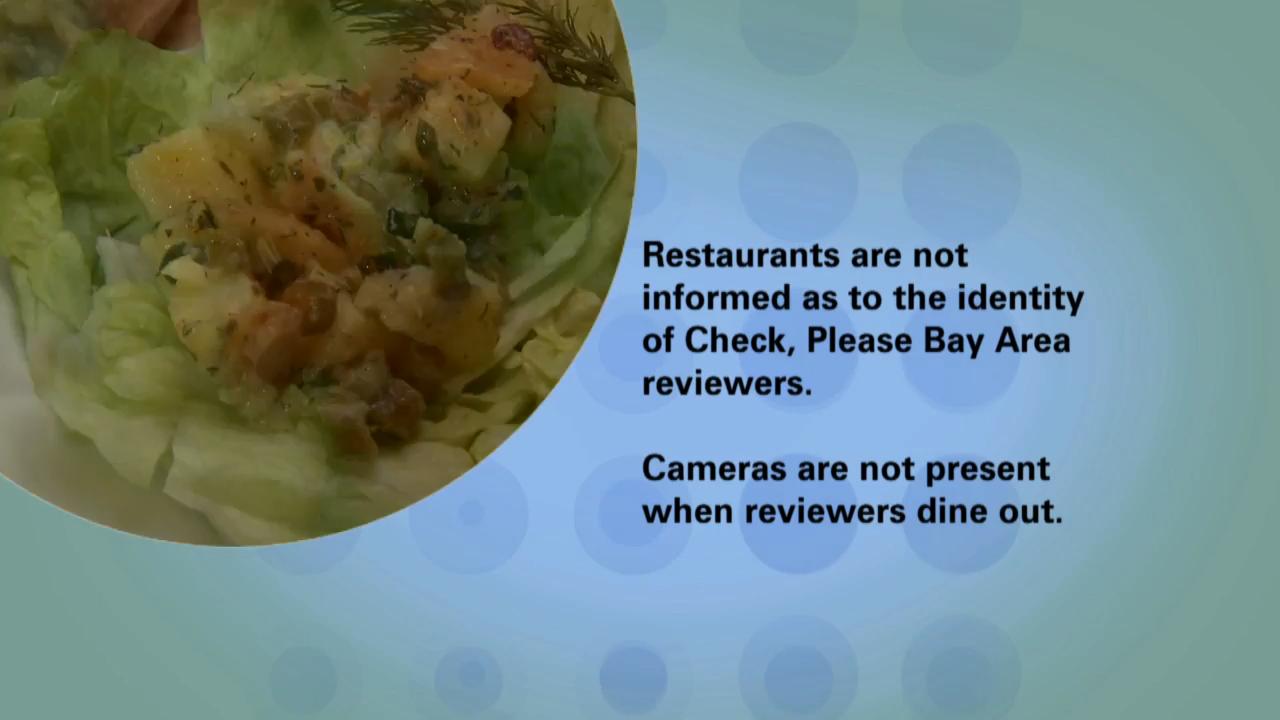 Restaurants are not
informed as to the identity
of Check, Please Bay Area
reviewers.
Cameras are not present
when reviewers dine out.